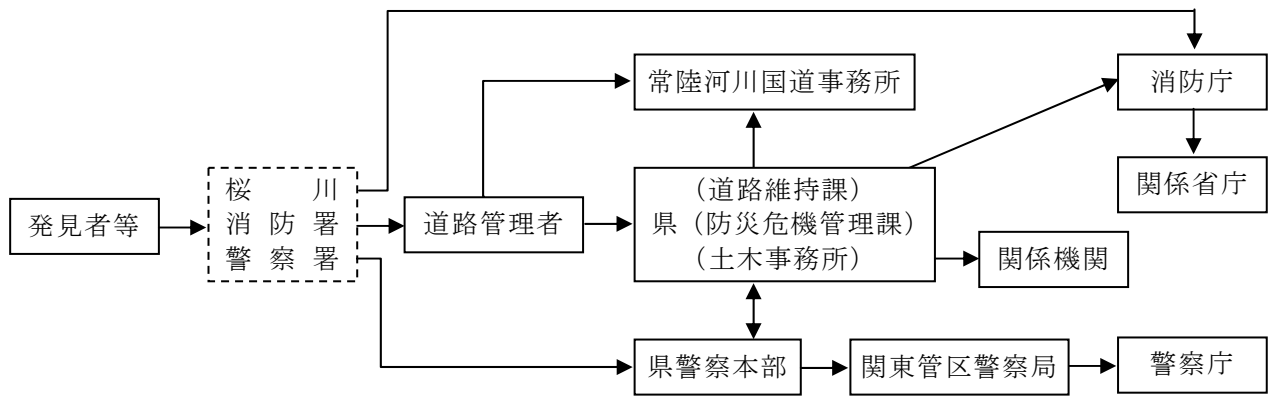 常陸河川国道事務所
消防庁
関係省庁
発見者等
桜川
消防署
警察署
道路管理者
(道路維持課)
県(防災危機管理課)
(土木事務所)
関係機関
県警察本部
関東管区警察局
警察庁